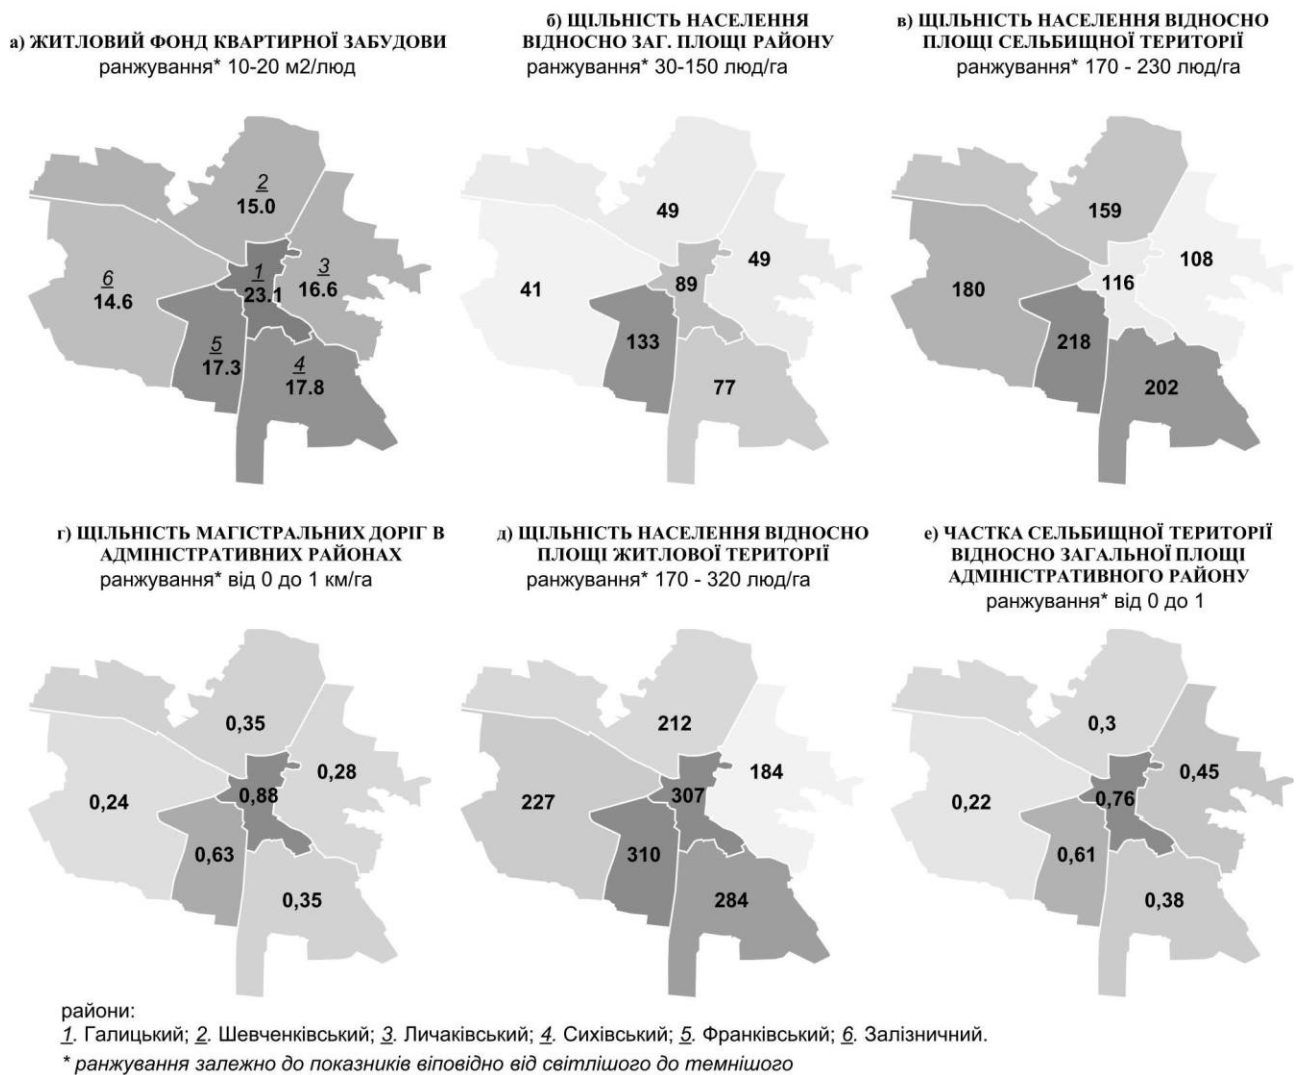 а) ЖИТЛОВИЙ ФОНД КВАРТИРНОЇ ЗАБУДОВИ
ранжування* 10-20 м2/люд
2
15.0
1
23.1
3
16.6
6
14.6
5
17.3
4
17.8
б) ЩІЛЬНІСТЬ НАСЕЛЕННЯ
ВІДНОСНО ЗАГ. ПЛОЩІ РАЙОНУ
ранжування* 30-150 люд/га
49
49
89
41
133
77
в) ЩІЛЬНІСТЬ НАСЕЛЕННЯ ВІДНОСНО
ПЛОЩІ СЕЛЬБИЩНОЇ ТЕРИТОРІЇ
ранжування* 170 - 230 люд/га
159
108
116
180
218
202
г) ЩІЛЬНІСТЬ МАГІСТРАЛЬНИХ ДОРІГ В
АДМІНІСТРАТИВНИХ РАЙОНАХ
ранжування* від 0 до 1 км/га
0,35
0,28
0,88
0,24
0,63
0,35
д) ЩІЛЬНІСТЬ НАСЕЛЕННЯ ВІДНОСНО
ПЛОЩІ ЖИТЛОВОЇ ТЕРИТОРІЇ
ранжування* 170 - 320 люд/га
212
184
307
227
310
284
е) ЧАСТКА СЕЛЬБИЩНОЇ ТЕРИТОРІЇ
ВІДНОСНО ЗАГАЛЬНОЇ ПЛОЩІ
АДМІНІСТРАТИВНОГО РАЙОНУ
ранжування* від 0 до 1
0,3
0,45
0,76
0,22
0,61
0,38
райони:
1. Галицький; 2. Шевченківський; 3. Личаківський; 4. Сихівський; 5. Франківський; 6. Залізничний.
* ранжування залежно до показників віповідно від світлішого до темнішого